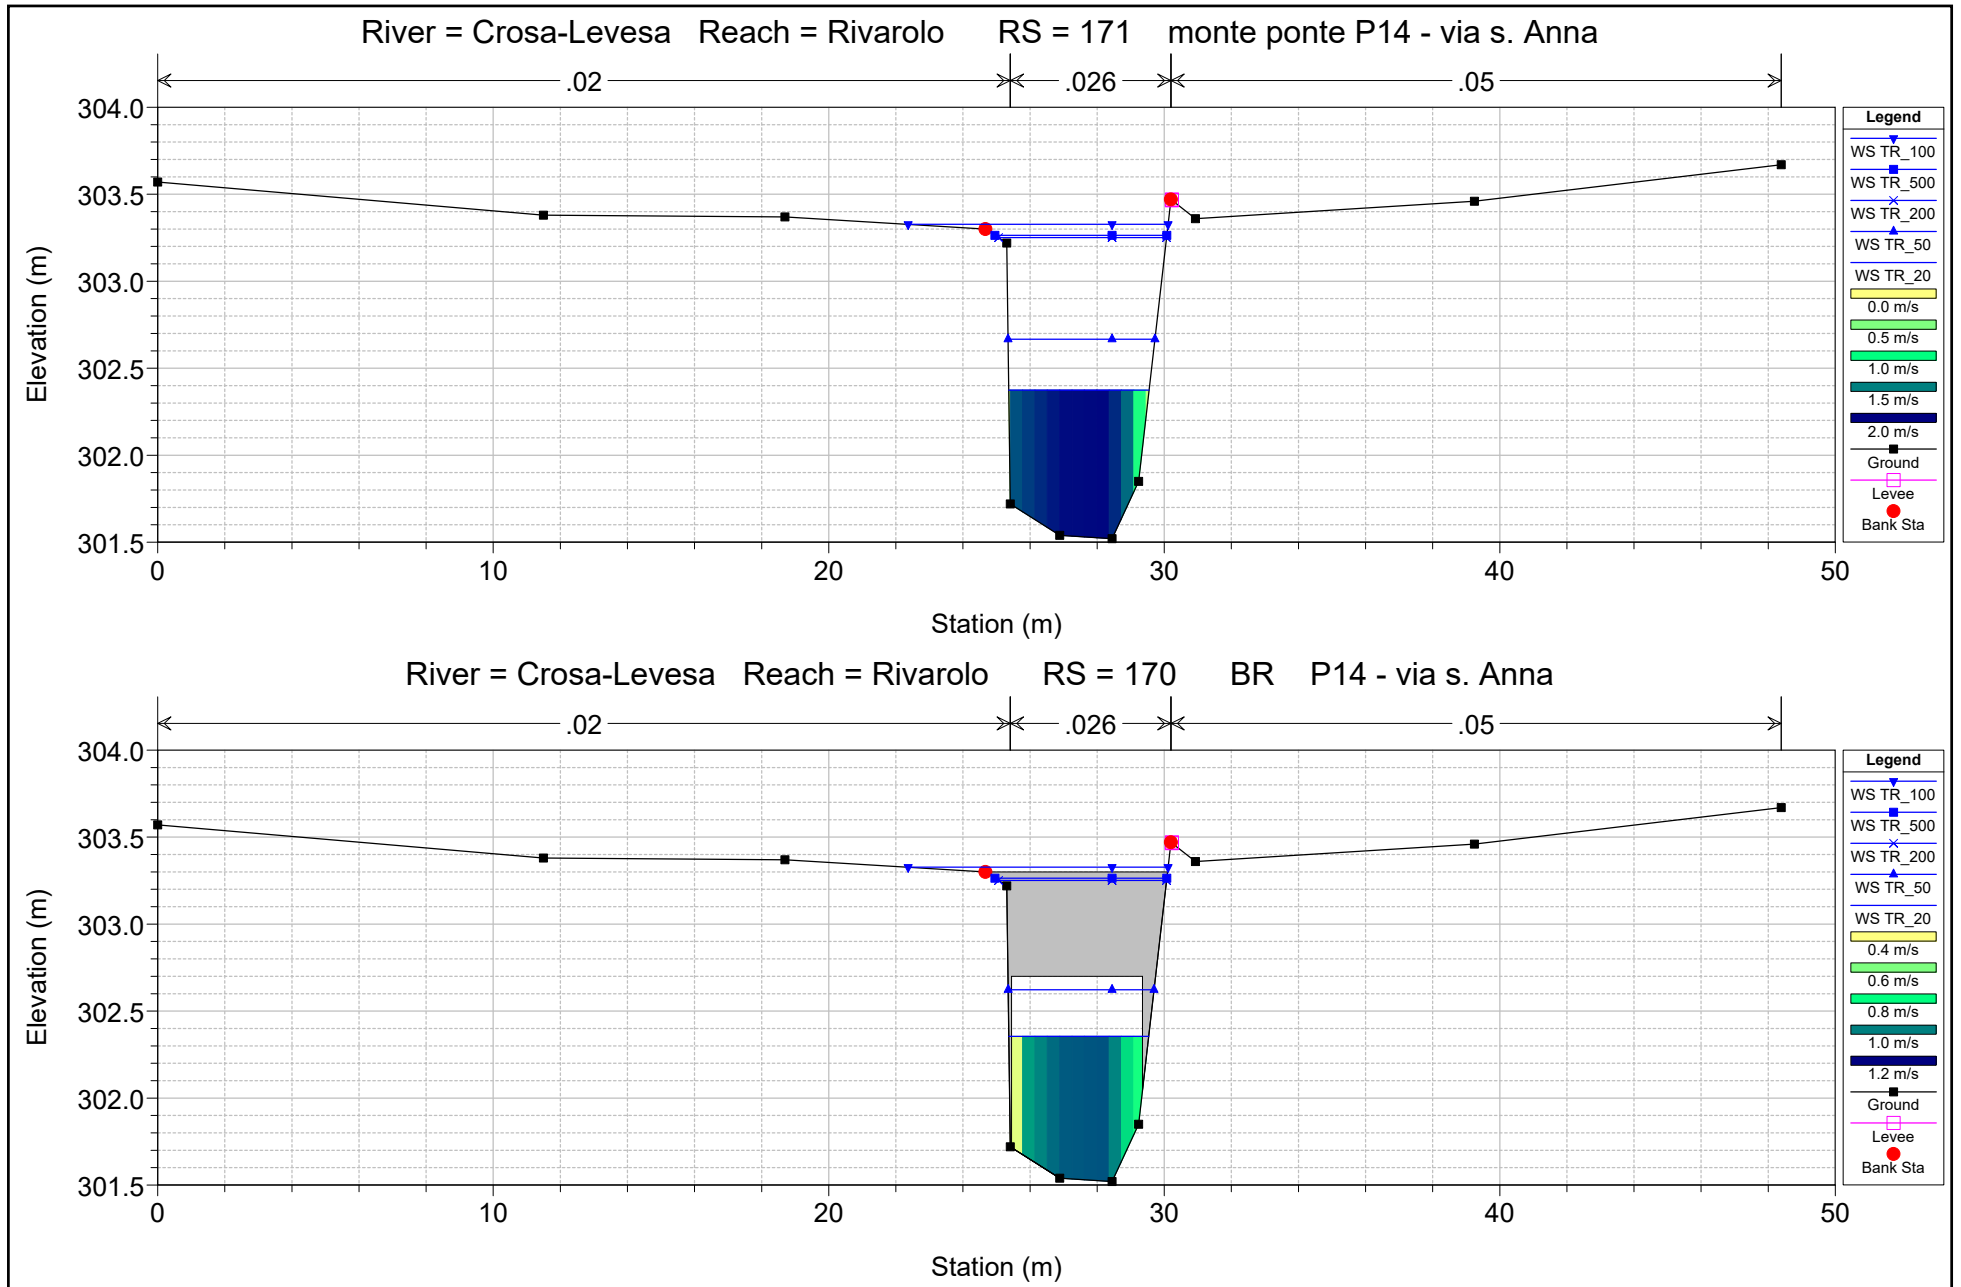 River = Crosa-Levesa Reach = Rivarolo RS = 171 monte ponte P14 - via s. Anna
.02 .026 .05
304.0
303.5
303.0
302.5
302.0
301.5
Elevation (m)
0 10 20 30 40 50
Station (m)
Legend
WS TR_100
WS TR_500
WS TR_200
WS TR_50
WS TR_20
0.0 m/s
0.5 m/s
1.0 m/s
1.5 m/s
2.0 m/s
Ground
Levee
Bank Sta
River = Crosa-Levesa Reach = Rivarolo RS = 170 BR P14 - via s. Anna
.02 .026 .05
304.0
303.5
303.0
302.5
302.0
301.5
Elevation (m)
0 10 20 30 40 50
Station (m)
Legend
WS TR_100
WS TR_500
WS TR_200
WS TR_50
WS TR_20
0.4 m/s
0.6 m/s
0.8 m/s
1.0 m/s
1.2 m/s
Ground
Levee
Bank Sta